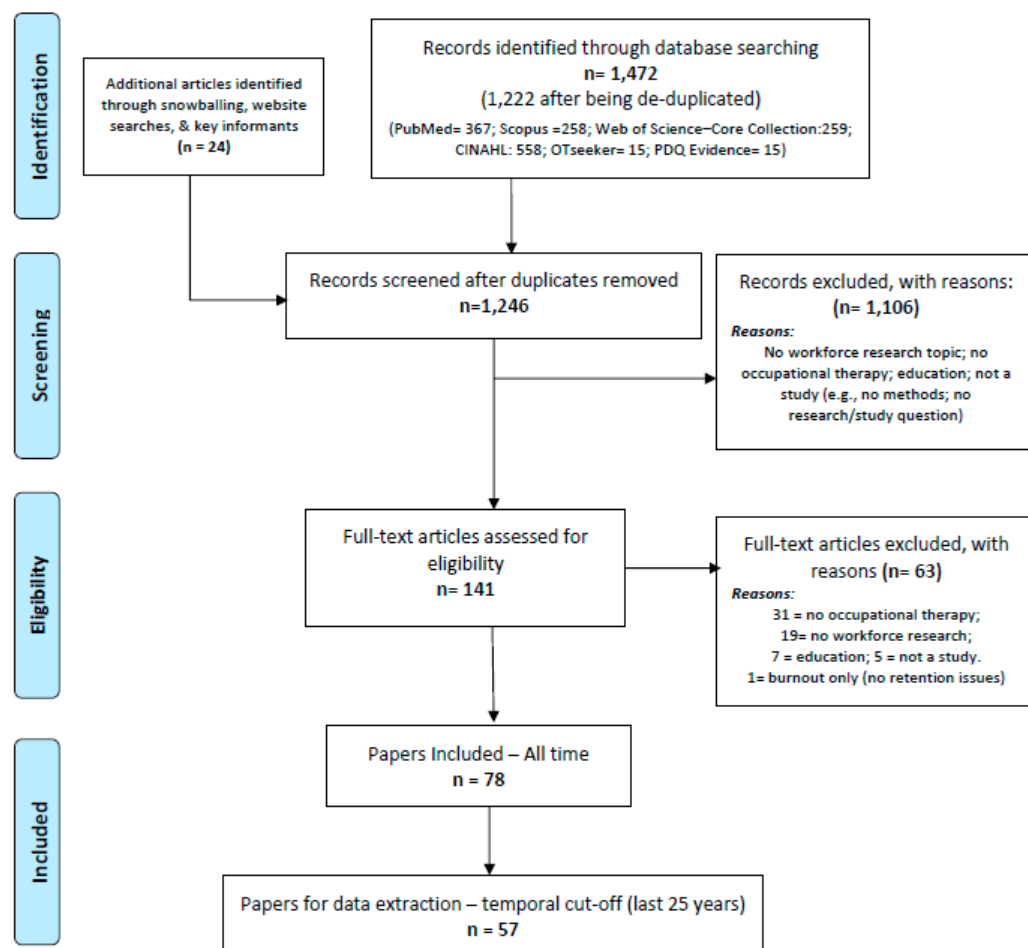 Identification
Additional articles identified
through snowballing, website
searches, & key informants
(n = 24)
Records identified through database searching
n= 1,472
(1,222 after being de-duplicated)
(PubMed= 367; Scopus =258; Web of Science–Core Collection:259;
CINAHL: 558; OTseeker= 15; PDQ Evidence= 15)
Screening
Records screened after duplicates removed
n=1,246
Records excluded, with reasons:
(n= 1,106)
Reasons:
No workforce research topic; no
occupational therapy; education; not a
study (e.g., no methods; no
research/study question)
Eligibility
Full-text articles assessed for
eligibility
n= 141
Full-text articles excluded, with
reasons (n= 63)
Reasons:
31 = no occupational therapy;
19= no workforce research;
7 = education; 5 = not a study.
1= burnout only (no retention issues)
Included
Papers Included – All time
n = 78
Papers for data extraction – temporal cut-off (last 25 years)
n = 57